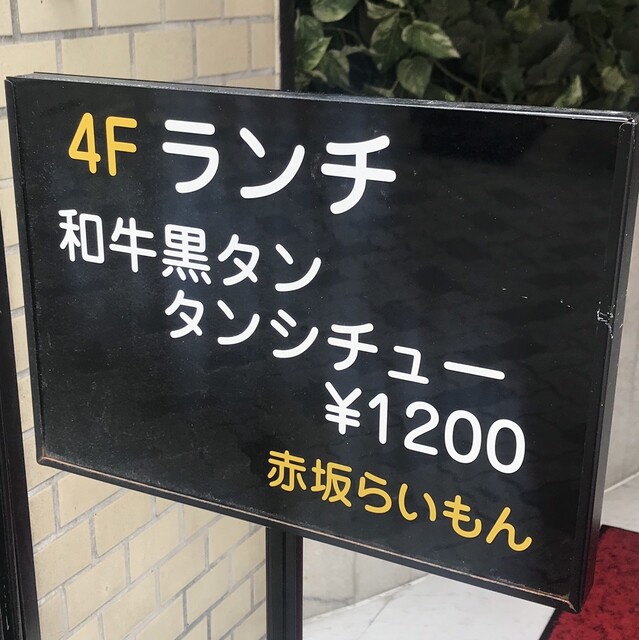 4F ランチ
和牛黒タン
タンシチュー
¥1200
赤坂らいもん